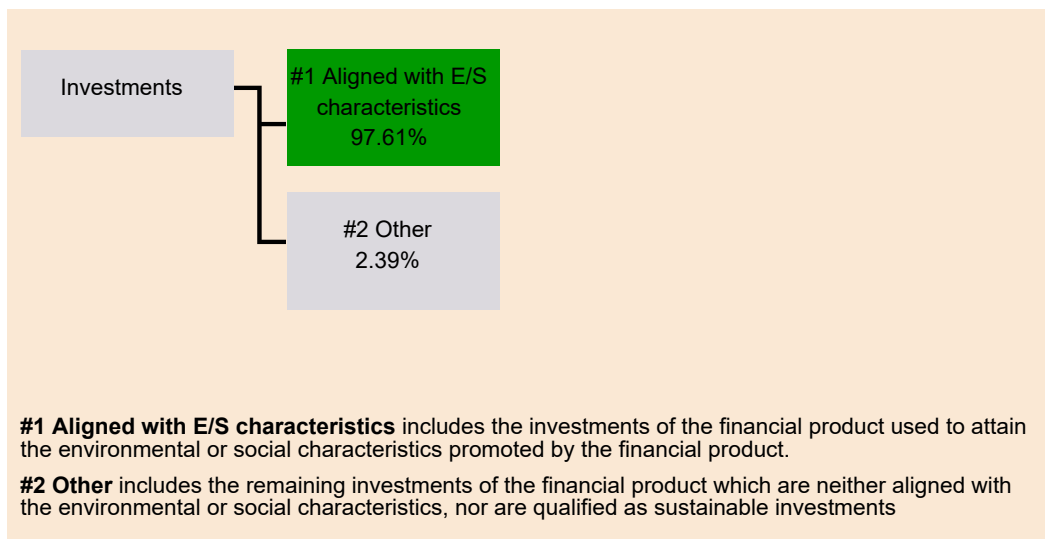 Investments
#1 Aligned with E/S
characteristics
97.61%
#2 Other
2.39%
#1 Aligned with E/S characteristics includes the investments of the financial product used to attain
the environmental or social characteristics promoted by the financial product.
#2 Other includes the remaining investments of the financial product which are neither aligned with
the environmental or social characteristics, nor are qualified as sustainable investments